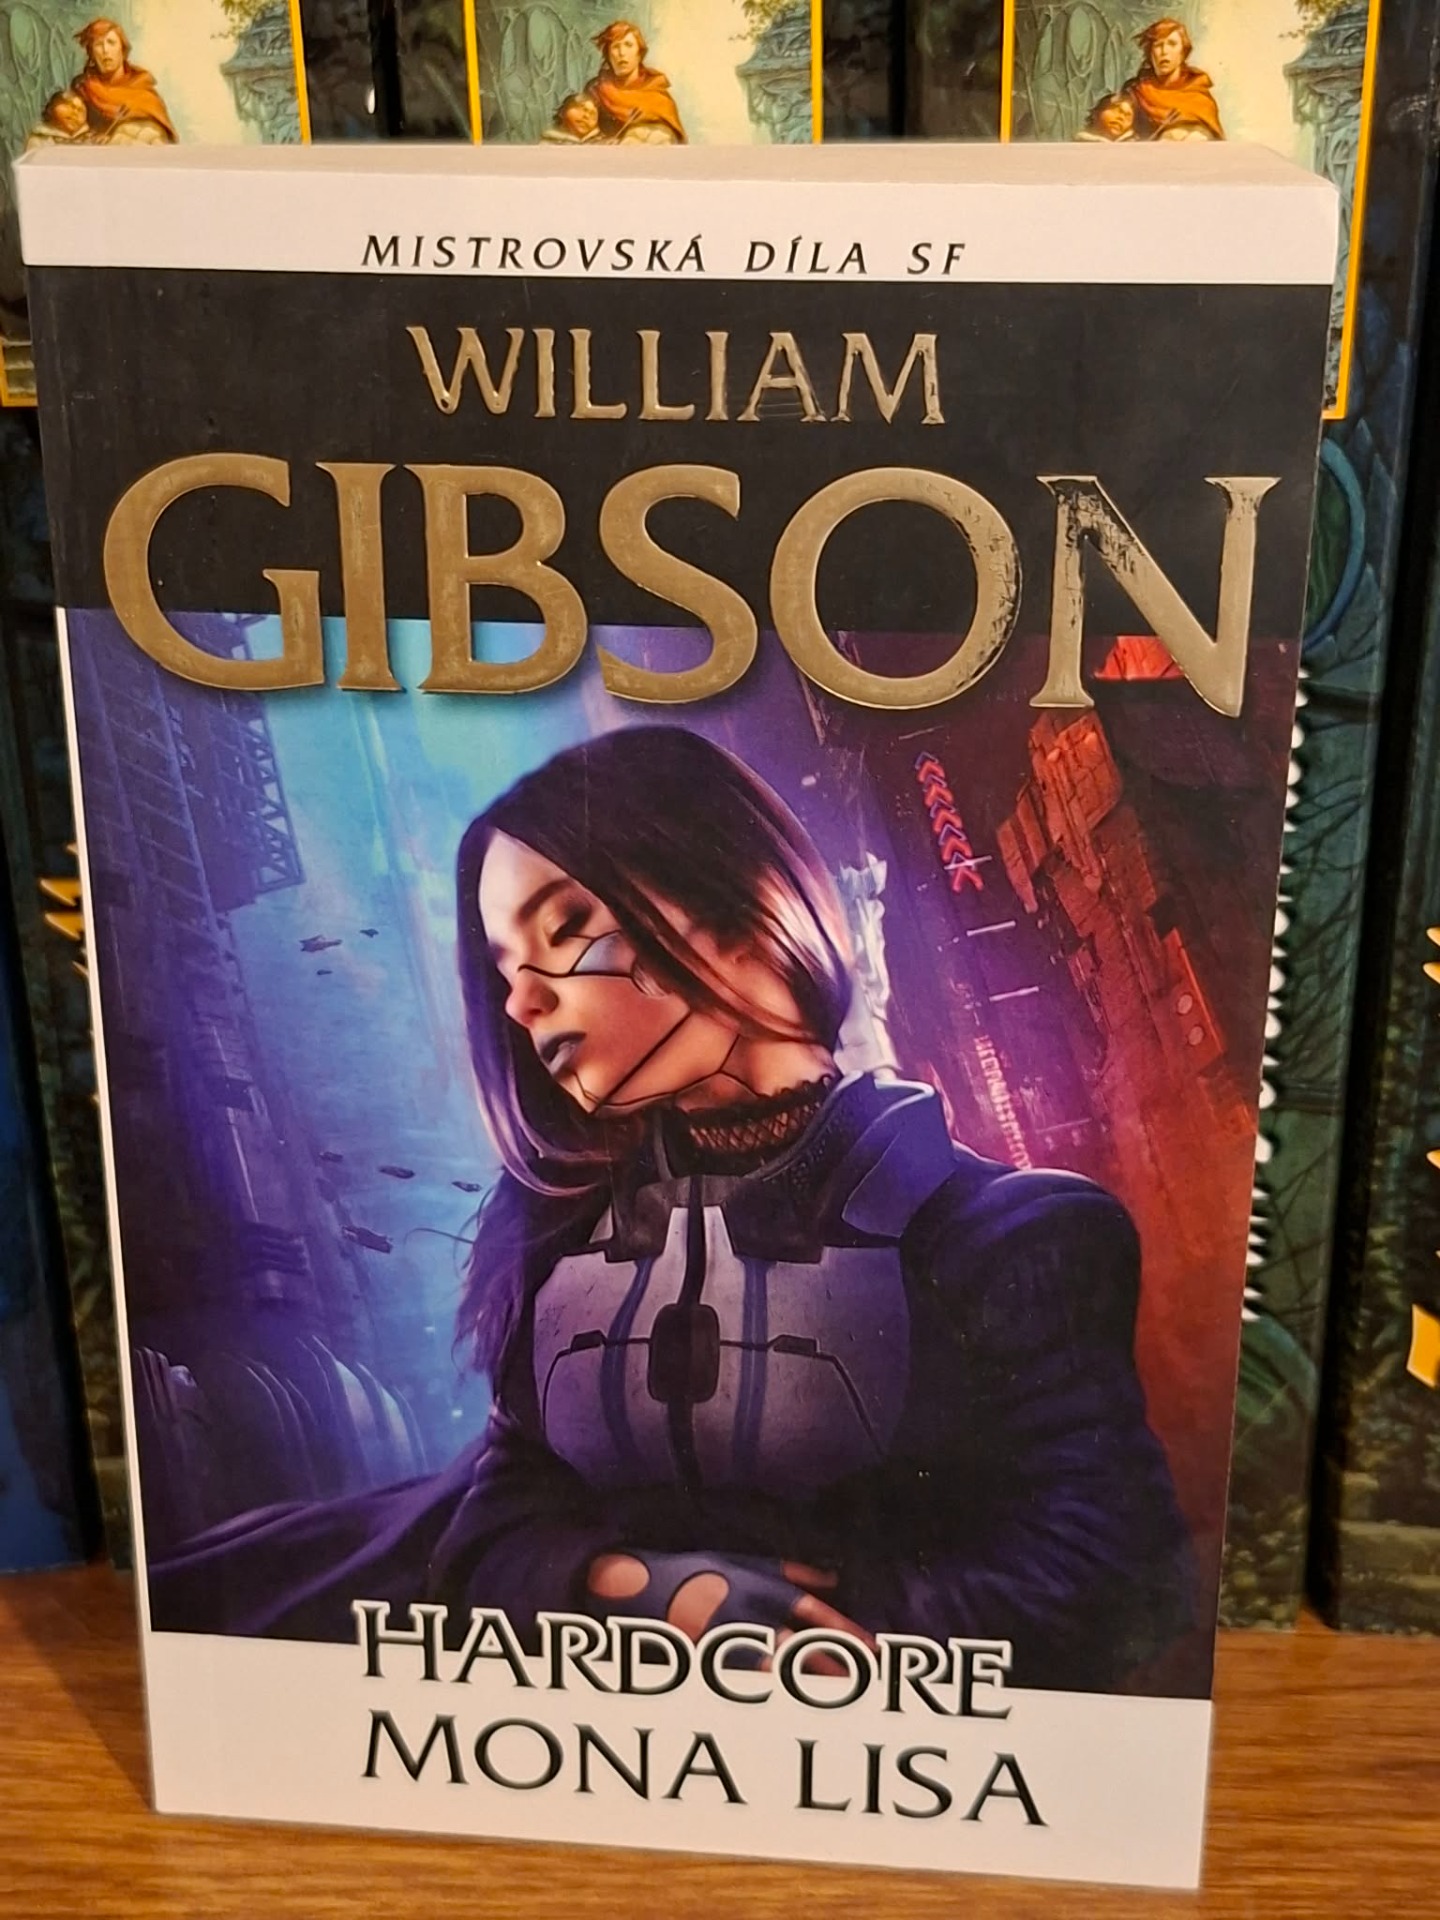 MISTROVSKÁ DÍLA SF
WILLIAM
GIBSON
HARDCORE
MONA LISA